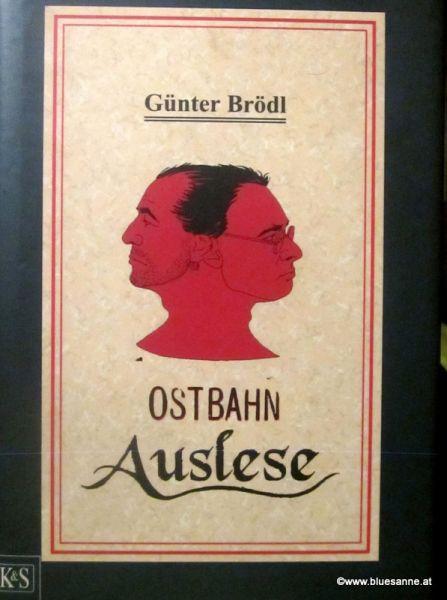 Günter Brödl
OSTBAHN
Auslese
K&S
©www.bluesanne.at